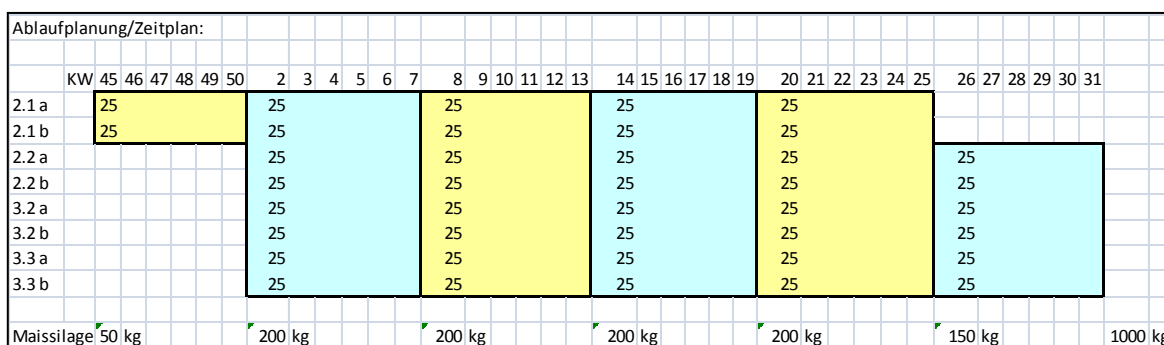 Ablaufplanung/Zeitplan:
KW 45 46 47 48 49 50 2 3 4 5 6 7 8 9 10 11 12 13 14 15 16 17 18 19 20 21 22 23 24 25 26 27 28 29 30 31
2.1 a 25 25 25 25 25
2.1 b 25 25 25 25 25
2.2 a 25 25 25 25 25
2.2 b 25 25 25 25 25
3.2 a 25 25 25 25 25
3.2 b 25 25 25 25 25
3.3 a 25 25 25 25 25
3.3 b 25 25 25 25 25
Maissilage 50 kg 200 kg 200 kg 200 kg 200 kg 150 kg 1000 kg